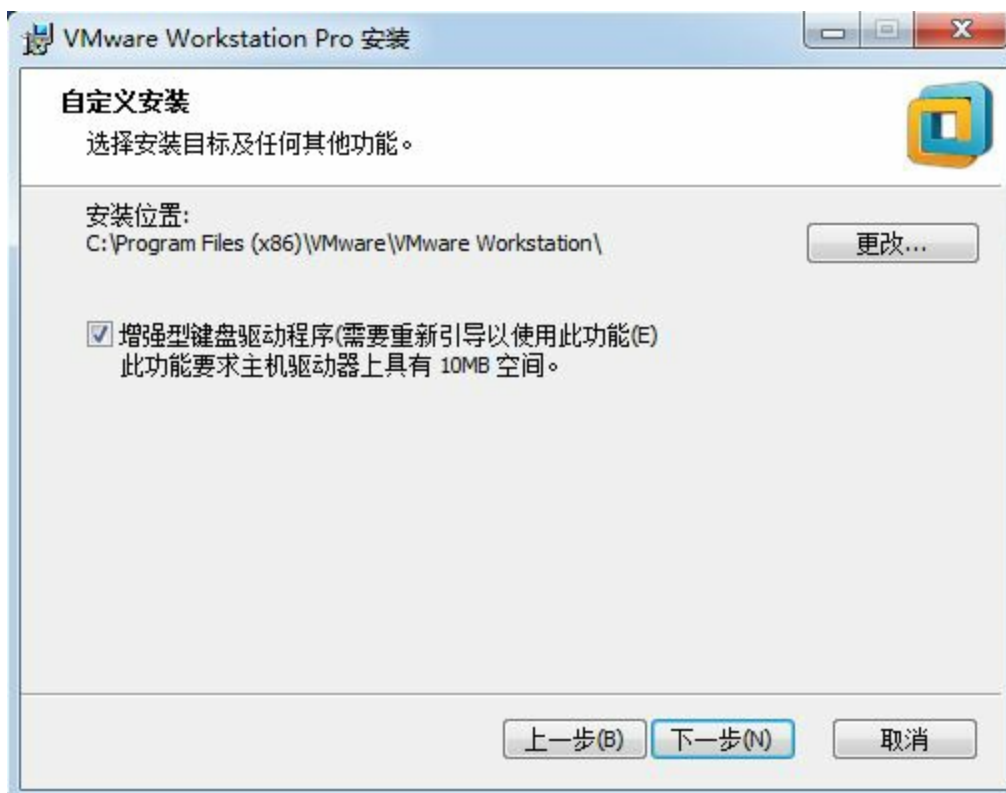 VMware Workstation Pro 安装
自定义安装
选择安装目标及任何其他功能。
安装位置:
C:\Program Files (x86)\VMware\VMware Workstation\
更改...
增强型键盘驱动程序(需要重新引导以使用此功能(E)
此功能要求主机驱动器上具有 10MB 空间。
上一步(B) 下一步(N) 取消